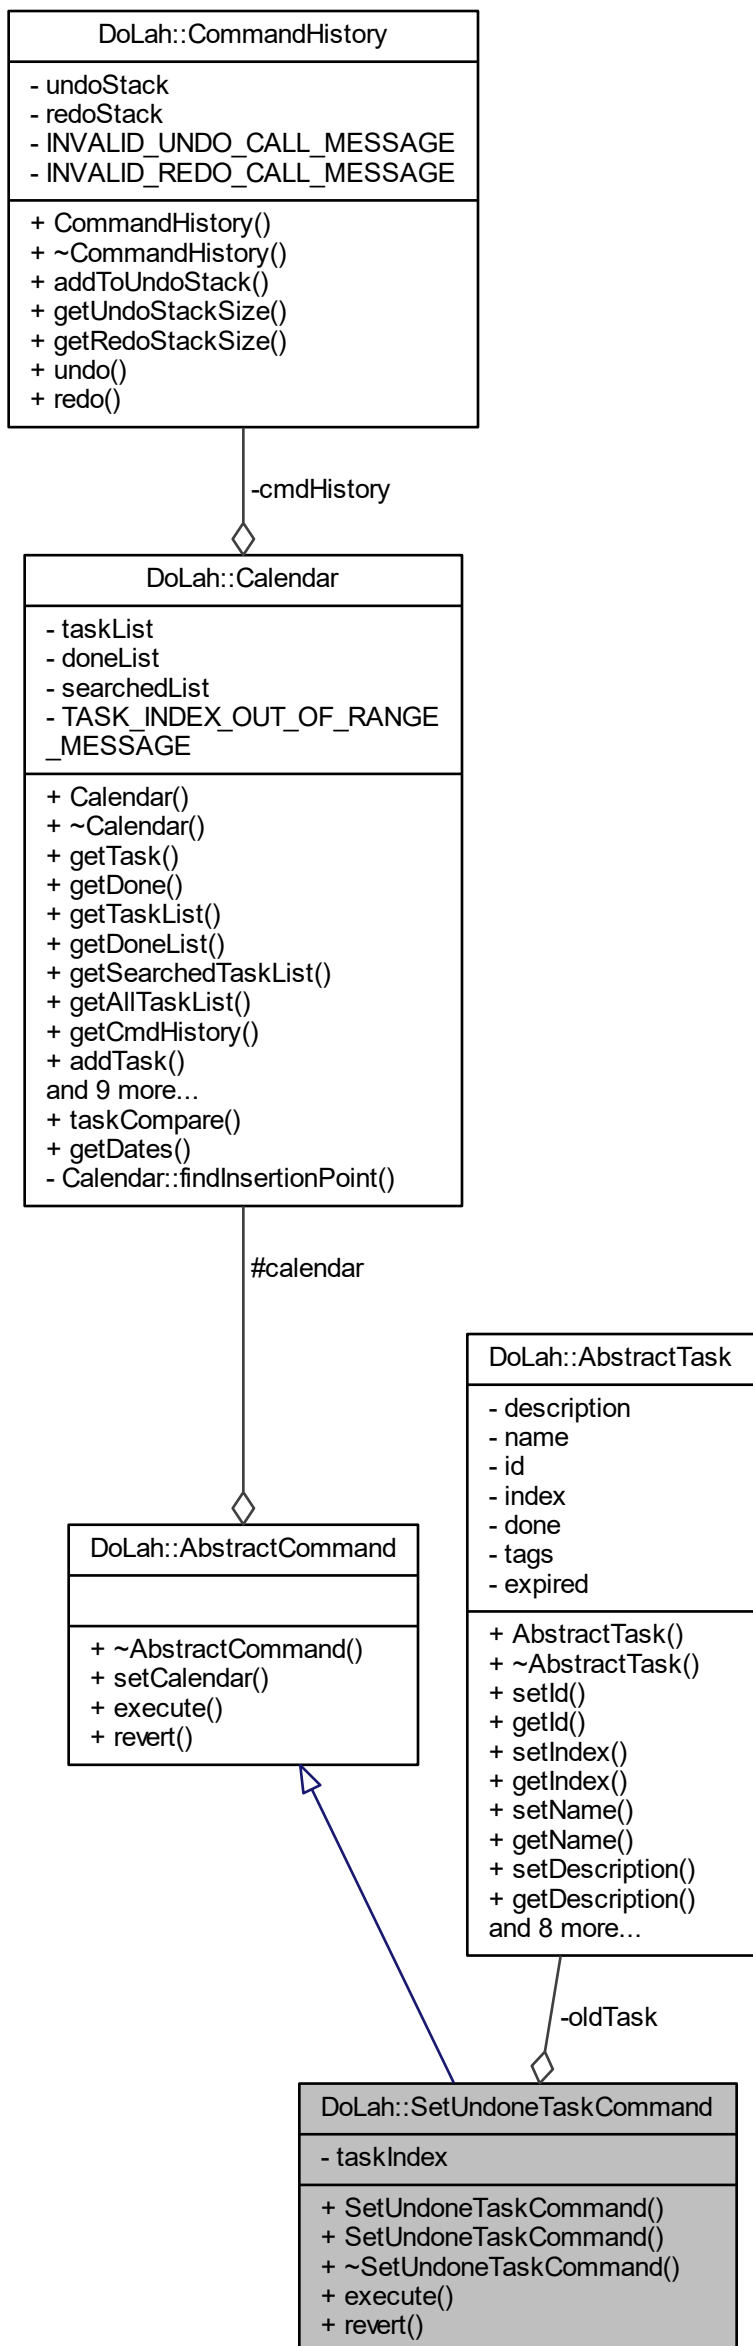 DoLah::CommandHistory
- undoStack
- redoStack
- INVALID_UNDO_CALL_MESSAGE
- INVALID_REDO_CALL_MESSAGE
+ CommandHistory()
+ ~CommandHistory()
+ addToUndoStack()
+ getUndoStackSize()
+ getRedoStackSize()
+ undo()
+ redo()
-cmdHistory
DoLah::Calendar
- taskList
- doneList
- searchedList
- TASK_INDEX_OUT_OF_RANGE
_MESSAGE
+ Calendar()
+ ~Calendar()
+ getTask()
+ getDone()
+ getTaskList()
+ getDoneList()
+ getSearchedTaskList()
+ getAllTaskList()
+ getCmdHistory()
+ addTask()
and 9 more...
+ taskCompare()
+ getDates()
- Calendar::findInsertionPoint()
#calendar
DoLah::AbstractTask
- description
- name
- id
- index
- done
- tags
- expired
+ AbstractTask()
+ ~AbstractTask()
+ setId()
+ getId()
+ setIndex()
+ getIndex()
+ setName()
+ getName()
+ setDescription()
+ getDescription()
and 8 more...
DoLah::AbstractCommand
+ ~AbstractCommand()
+ setCalendar()
+ execute()
+ revert()
-oldTask
DoLah::SetUndoneTaskCommand
- taskIndex
+ SetUndoneTaskCommand()
+ SetUndoneTaskCommand()
+ ~SetUndoneTaskCommand()
+ execute()
+ revert()